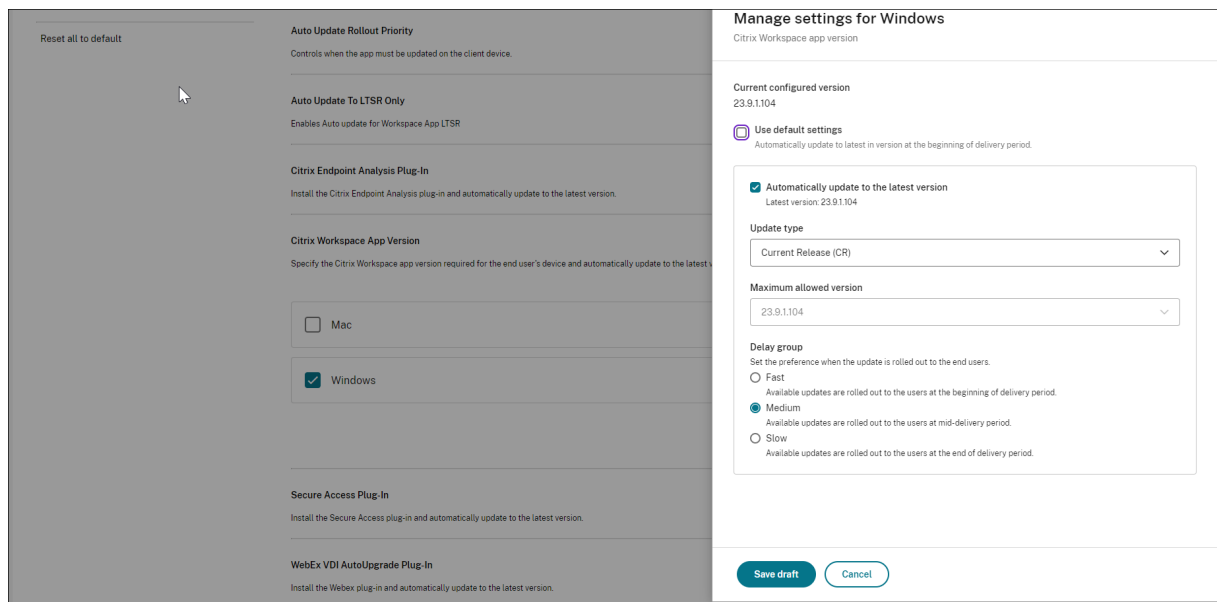 Reset all to default
Auto Update Rollout Priority
Controls when the app must be updated on the client device.
Auto Update To LTSR Only
Enables Auto update for Workspace App LTSR
Citrix Endpoint Analysis Plug-In
Install the Citrix Endpoint Analysis plug-in and automatically update to the latest version.
Citrix Workspace App Version
Specify the Citrix Workspace app version required for the end user's device and automatically update to the latest v
Mac
Windows
Secure Access Plug-In
Install the Secure Access plug-in and automatically update to the latest version.
WebEx VDI AutoUpgrade Plug-In
Install the Webex plug-in and automatically update to the latest version.
Manage settings for Windows
Citrix Workspace app version
Current configured version
23.9.1.104
Use default settings
Automatically update to latest in version at the beginning of delivery period.
Automatically update to the latest version
Latest version: 23.9.1.104
Update type
Current Release (CR)
Maximum allowed version
23.9.1.104
Delay group
Set the preference when the update is rolled out to the end users.
Fast
Available updates are rolled out to the users at the beginning of delivery period.
Medium
Available updates are rolled out to the users at mid-delivery period.
Slow
Available updates are rolled out to the users at the end of delivery period.
Save draft
Cancel